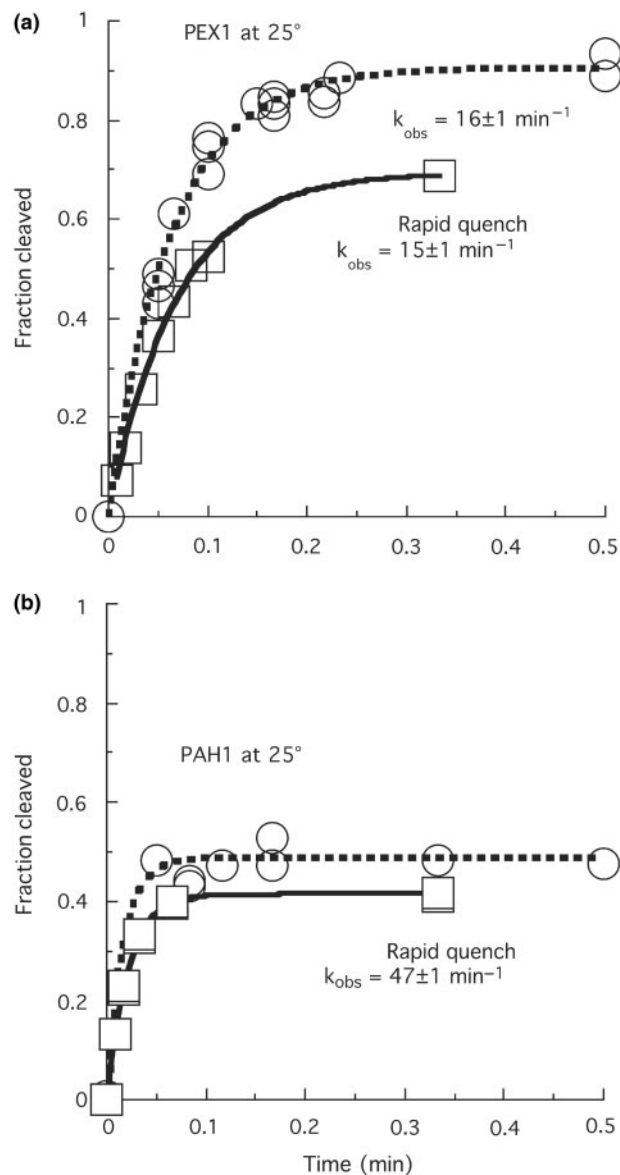 (a)
PEX1 at 25°
1
0.8
0.6
0.4
0.2
0
Fraction cleaved
k_obs = 16±1 min⁻¹
Rapid quench
k_obs = 15±1 min⁻¹
0 0.1 0.2 0.3 0.4 0.5
(b)
PAH1 at 25°
1
0.8
0.6
0.4
0.2
0
Fraction cleaved
Rapid quench
k_obs = 47±1 min⁻¹
0 0.1 0.2 0.3 0.4 0.5
Time (min)